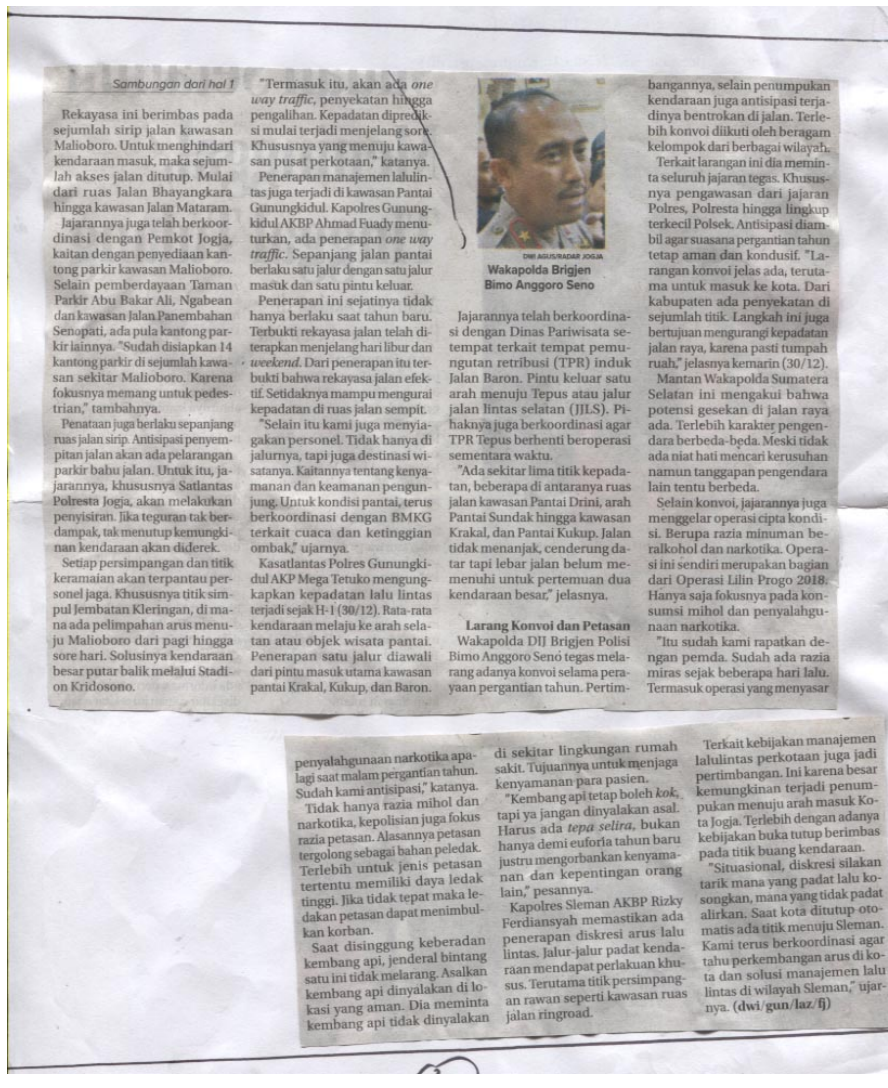 Sambungan dari hal 1
Rekayasa ini berimbas pada
sejumlah sirip jalan kawasan
Malioboro. Untuk menghindari
kendaraan masuk, maka sejum-
lah akses jalan ditutup. Mulai
dari ruas Jalan Bhayangkara
hingga kawasan Jalan Mataram.
Jajarannya juga telah berkoor-
dinasi dengan Pemkot Jogja,
kaitan dengan penyediaan kan-
tong parkir kawasan Malioboro.
Selain pemberdayaan Taman
Parkir Abu Bakar Ali, Ngabean
dan kawasan Jalan Panembahan
Senopati, ada pula kantong par-
kir lainnya. "Sudah disiapkan 14
kantong parkir di sejumlah kawa-
san sekitar Malioboro. Karena
fokusnya memang untuk pedes-
trian," tambahnya.
Penataan juga berlaku sepanjang
ruas jalan sirip. Antisipasi penyem-
pitan jalan akan ada pelarangan
parkir bahu jalan. Untuk itu, ja-
jarannya, khususnya Satlantas
Polresta Jogja, akan melakukan
penyisiran. Jika teguran tak ber-
dampak, tak menutup kemungki-
nan kendaraan akan diderek.
Setiap persimpangan dan titik
keramaian akan terpantau per-
sonel jaga. Khususnya titik sim-
pul Jembatan Kleringan, di ma-
na ada pelimpahan arus menu-
ju Malioboro dari pagi hingga
sore hari. Solusinya kendaraan
besar putar balik melalui Stadi-
on Kridosono.
"Termasuk itu, akan ada one
way traffic, penyekatan hingga
pengalihan. Kepadatan dipredik-
si mulai terjadi menjelang sore.
Khususnya yang menuju kawa-
san pusat perkotaan," katanya.
Penerapan manajemen lalulin-
tas juga terjadi di kawasan Pantai
Gunungkidul. Kapolres Gunung-
kidul AKBP Ahmad Fuady menu-
turkan, ada penerapan one way
traffic. Sepanjang jalan pantai
berlaku satu jalur dengan satu jalur
masuk dan satu pintu keluar.
Penerapan ini sejatinya tidak
hanya berlaku saat tahun baru.
Terbukti rekayasa jalan telah di-
terapkan menjelang hari libur dan
weekend. Dari penerapan itu ter-
bukti bahwa rekayasa jalan efek-
tif. Setidaknya mampu mengurai
kepadatan di ruas jalan sempit.
"Selain itu kami juga menyi-
agakan personel. Tidak hanya di
jalurnya, tapi juga destinasi wi-
satanya. Kaitannya tentang kenya-
manan dan keamanan pengun-
jung. Untuk kondisi pantai, terus
berkoordinasi dengan BMKG
terkait cuaca dan ketinggian
ombak," ujarnya.
Kasatlantas Polres Gunungki-
dul AKP Mega Tetuko mengung-
kapkan kepadatan lalu lintas
terjadi sejak H-1 (30/12). Rata-rata
kendaraan melaju ke arah sela-
tan atau objek wisata pantai.
Penerapan satu jalur diawali
dari pintu masuk utama kawasan
pantai Krakal, Kukup, dan Baron.
DWI AGUS/RADAR JOGJA
Wakapolda Brigjen
Bimo Anggoro Seno
Jajarannya telah berkoordina-
si dengan Dinas Pariwisata se-
tempat terkait tempat pemu-
ngutan retribusi (TPR) induk
Jalan Baron. Pintu keluar satu
arah menuju Tepus atau jalur
jalan lintas selatan (JJLS). Pi-
haknya juga berkoordinasi agar
TPR Tepus berhenti beroperasi
sementara waktu.
"Ada sekitar lima titik kepada-
tan, beberapa di antaranya ruas
jalan kawasan Pantai Drini, arah
Pantai Sundak hingga kawasan
Krakal, dan Pantai Kukup. Jalan
tidak menanjak, cenderung da-
tar tapi lebar jalan belum me-
menuhi untuk pertemuan dua
kendaraan besar," jelasnya.
Larang Konvoi dan Petasan
Wakapolda DIJ Brigjen Polisi
Bimo Anggoro Seno tegas mela-
rang adanya konvoi selama pera-
yaan pergantian tahun. Pertim-
bangannya, selain penumpukan
kendaraan juga antisipasi terja-
dinya bentrokan di jalan. Terle-
bih konvoi diikuti oleh beragam
kelompok dari berbagai wilayah.
Terkait larangan ini dia memin-
ta seluruh jajaran tegas. Khusus-
nya pengawasan dari jajaran
Polres, Polresta hingga lingkup
terkecil Polsek. Antisipasi diam-
bil agar suasana pergantian tahun
tetap aman dan kondusif. "La-
rangan konvoi jelas ada, teruta-
ma untuk masuk ke kota. Dari
kabupaten ada penyekatan di
sejumlah titik. Langkah ini juga
bertujuan mengurangi kepadatan
jalan raya, karena pasti tumpah
ruah," jelasnya kemarin (30/12).
Mantan Wakapolda Sumatera
Selatan ini mengakui bahwa
potensi gesekan di jalan raya
ada. Terlebih karakter pengen-
dara berbeda-beda. Meski tidak
ada niat hati mencari kerusuhan
namun tanggapan pengendara
lain tentu berbeda.
Selain konvoi, jajarannya juga
menggelar operasi cipta kondi-
si. Berupa razia minuman be-
ralkohol dan narkotika. Opera-
si ini sendiri merupakan bagian
dari Operasi Lilin Progo 2018.
Hanya saja fokusnya pada kon-
sumsi mihol dan penyalahgu-
naan narkotika.
"Itu sudah kami rapatkan de-
ngan pemda. Sudah ada razia
miras sejak beberapa hari lalu.
Termasuk operasi yang menyasar
penyalahgunaan narkotika apa-
lagi saat malam pergantian tahun.
Sudah kami antisipasi," katanya.
Tidak hanya razia mihol dan
narkotika, kepolisian juga fokus
razia petasan. Alasannya petasan
tergolong sebagai bahan peledak.
Terlebih untuk jenis petasan
tertentu memiliki daya ledak
tinggi. Jika tidak tepat maka le-
dakan petasan dapat menimbul-
kan korban.
Saat disinggung keberadan
kembang api, jenderal bintang
satu ini tidak melarang. Asalkan
kembang api dinyalakan di lo-
kasi yang aman. Dia meminta
kembang api tidak dinyalakan
di sekitar lingkungan rumah
sakit. Tujuannya untuk menjaga
kenyamanan para pasien.
"Kembang api tetap boleh kok,
tapi ya jangan dinyalakan asal.
Harus ada tepa selira, bukan
hanya demi euforia tahun baru
justru mengorbankan kenyama-
nan dan kepentingan orang
lain," pesannya.
Kapolres Sleman AKBP Rizky
Ferdiansyah memastikan ada
penerapan diskresi arus lalu
lintas. Jalur-jalur padat kenda-
raan mendapat perlakuan khu-
sus. Terutama titik persimpang-
an rawan seperti kawasan ruas
jalan ringroad.
Terkait kebijakan manajemen
lalulintas perkotaan juga jadi
pertimbangan. Ini karena besar
kemungkinan terjadi penum-
pukan menuju arah masuk Ko-
ta Jogja. Terlebih dengan adanya
kebijakan buka tutup berimbas
pada titik buang kendaraan.
"Situasional, diskresi silakan
tarik mana yang padat lalu ko-
songkan, mana yang tidak padat
alirkan. Saat kota ditutup oto-
matis ada titik menuju Sleman.
Kami terus berkoordinasi agar
tahu perkembangan arus di ko-
ta dan solusi manajemen lalu
lintas di wilayah Sleman," ujar-
nya. (dwi/gun/laz/fj)